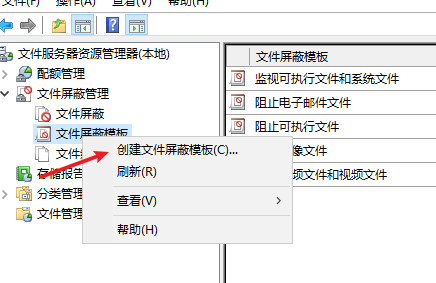 文件(F) 操作(A) 查看(V) 帮助(H)
文件服务器资源管理器(本地)
配额管理
文件屏蔽管理
文件屏蔽
文件屏蔽模板
文件
存储报告
分类管理
文件管理
创建文件屏蔽模板(C)...
刷新(R)
查看(V)
帮助(H)
文件屏蔽模板
监视可执行文件和系统文件
阻止电子邮件文件
阻止可执行文件
像文件
频文件和视频文件